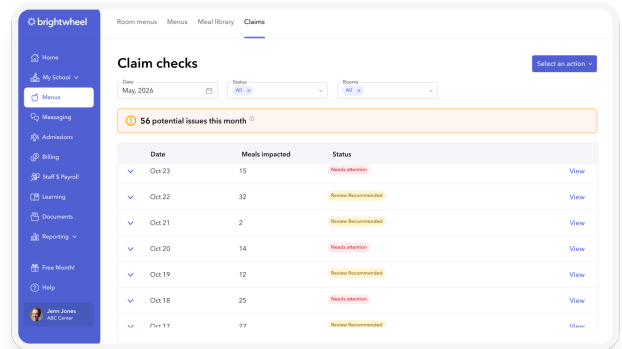 brightwheel
Room menus Menus Meal library Claims
Home
My School
Menus
Messaging
Admissions
Billing
Staff & Payroll
Learning
Documents
Reporting
Free Month!
Help
Jenn Jones
ABC Center
Claim checks
Select an action
Date
May, 2026
Status
All ×
Rooms
All ×
56 potential issues this month
Date Meals impacted Status
Oct 23 15 Needs attention View
Oct 22 32 Review Recommended View
Oct 21 2 Review Recommended View
Oct 20 14 Needs attention View
Oct 19 12 Review Recommended View
Oct 18 25 Needs attention View
Oct 17 27 Review Recommended View